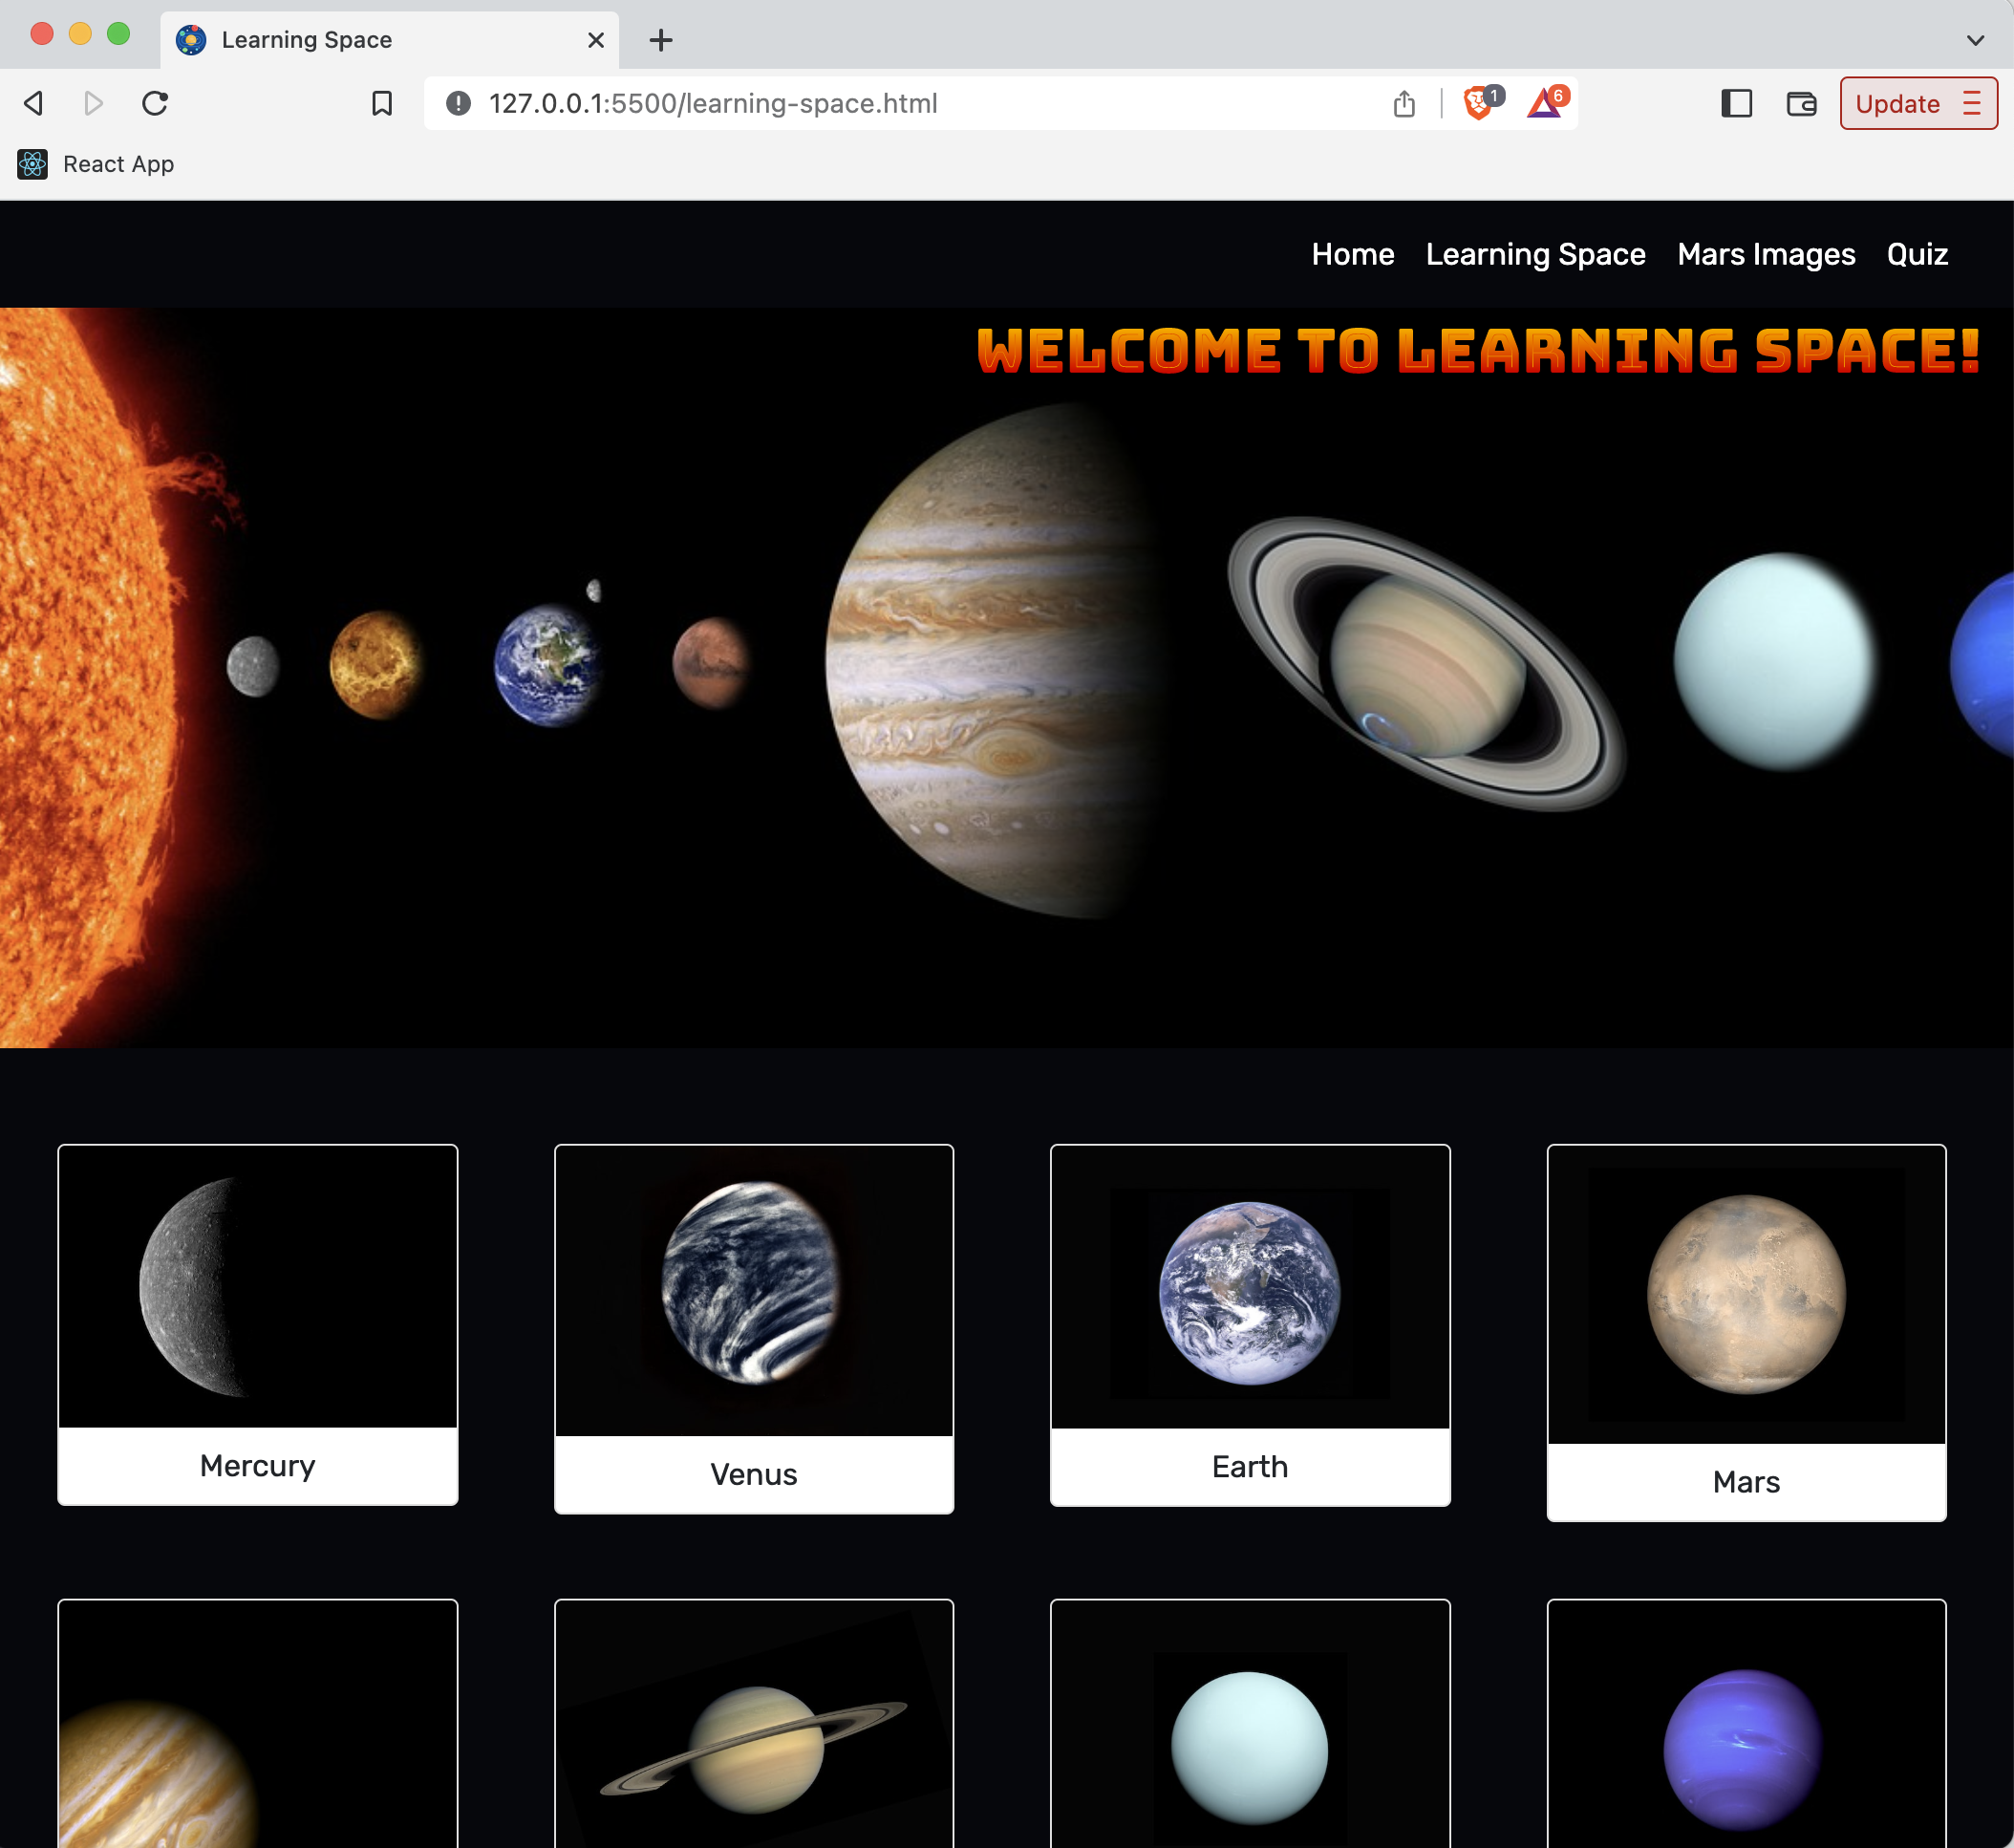 Learning Space
127.0.0.1:5500/learning-space.html
1
6
Update
React App
Home Learning Space Mars Images Quiz
WELCOME TO LEARNING SPACE!
Mercury
Venus
Earth
Mars